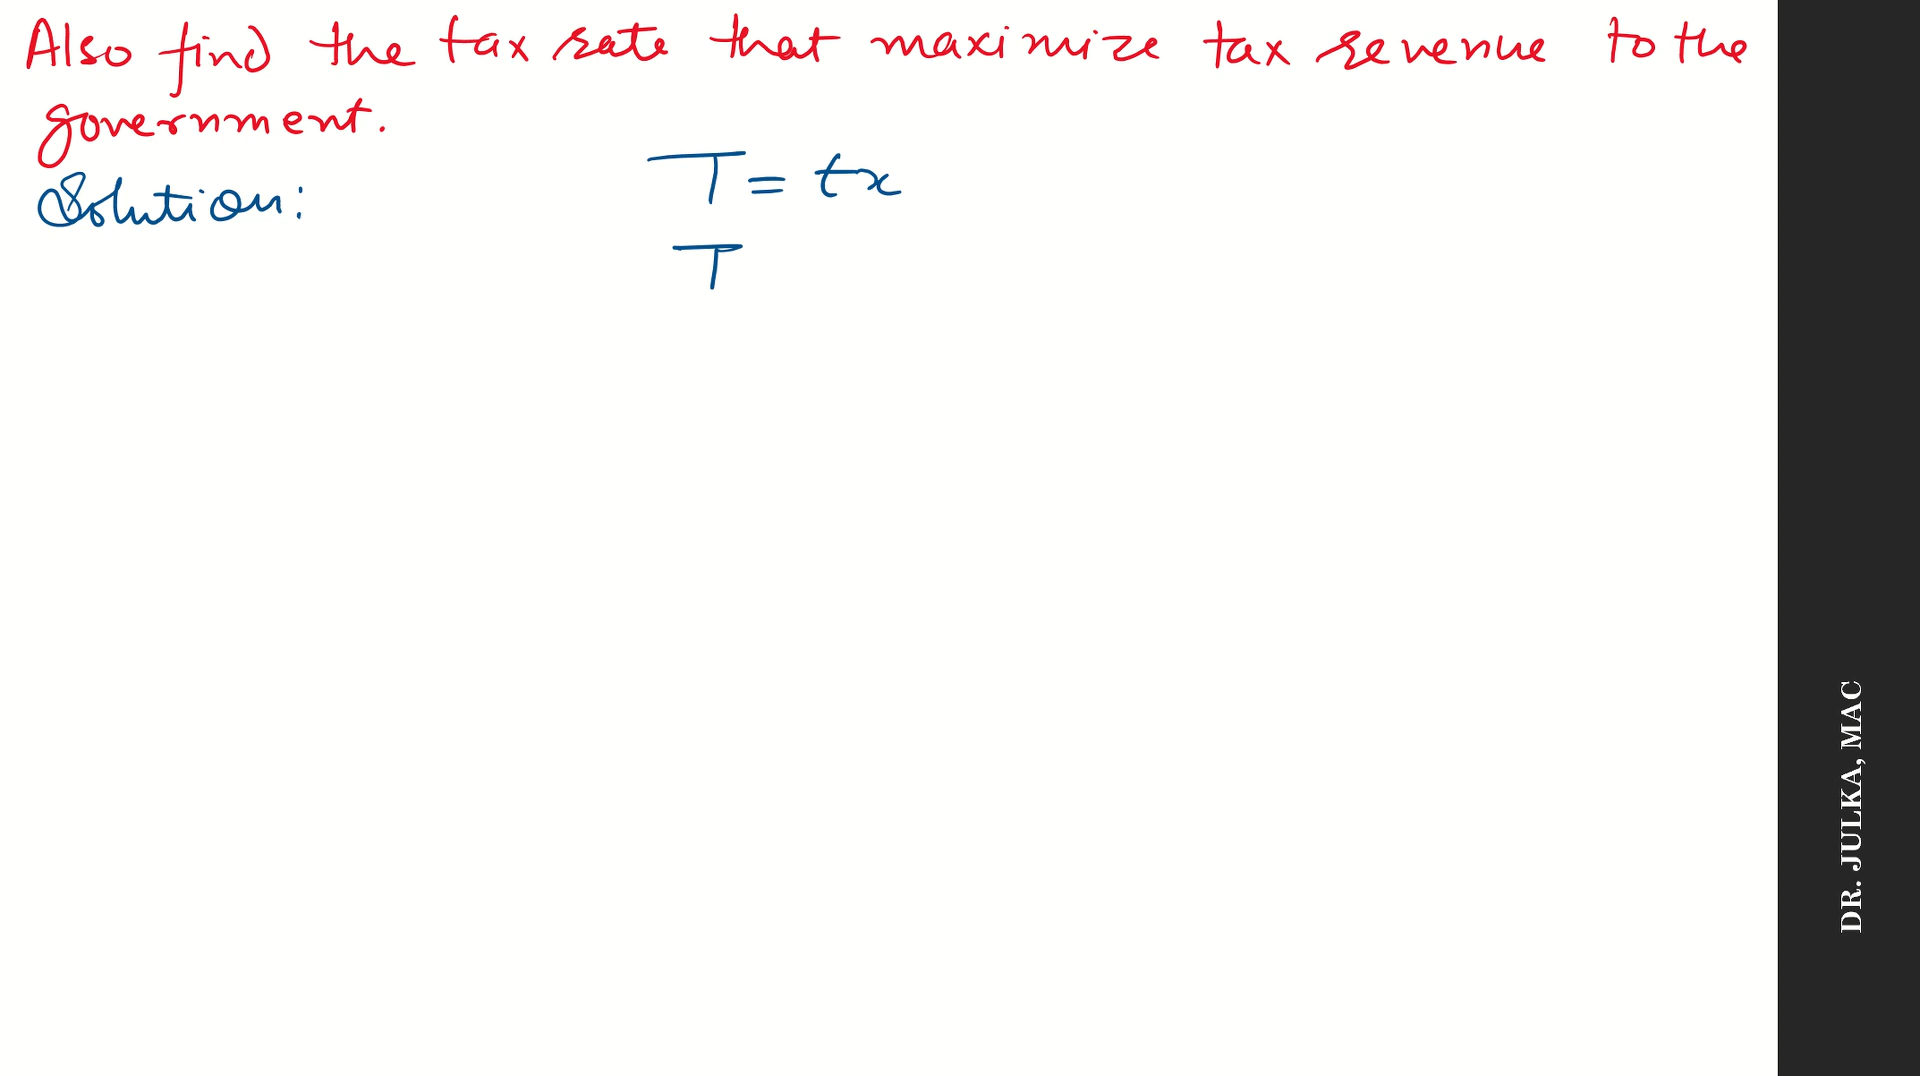 Also find the tax rate that maximize tax revenue to the
government.
Solution:
T = tx
T
DR. JULKA, MAC